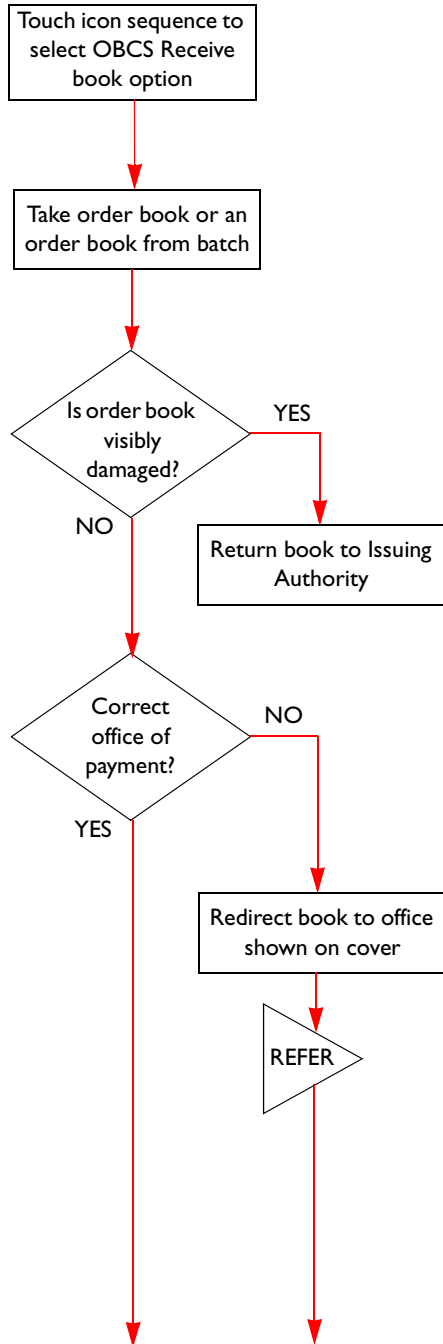 Touch icon sequence to
select OBCS Receive
book option
Take order book or an
order book from batch
Is order book
visibly
damaged?
YES
NO
Return book to Issuing
Authority
Correct
office of
payment?
NO
YES
Redirect book to office
shown on cover
REFER